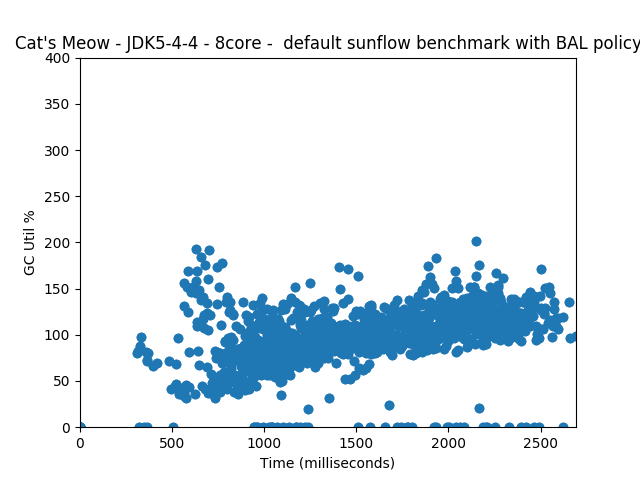 Cat's Meow - JDK5-4-4 - 8core -  default sunflow benchmark with BAL policy
400
350
300
250
200
150
100
50
0
GC Util %
0 500 1000 1500 2000 2500
Time (milliseconds)